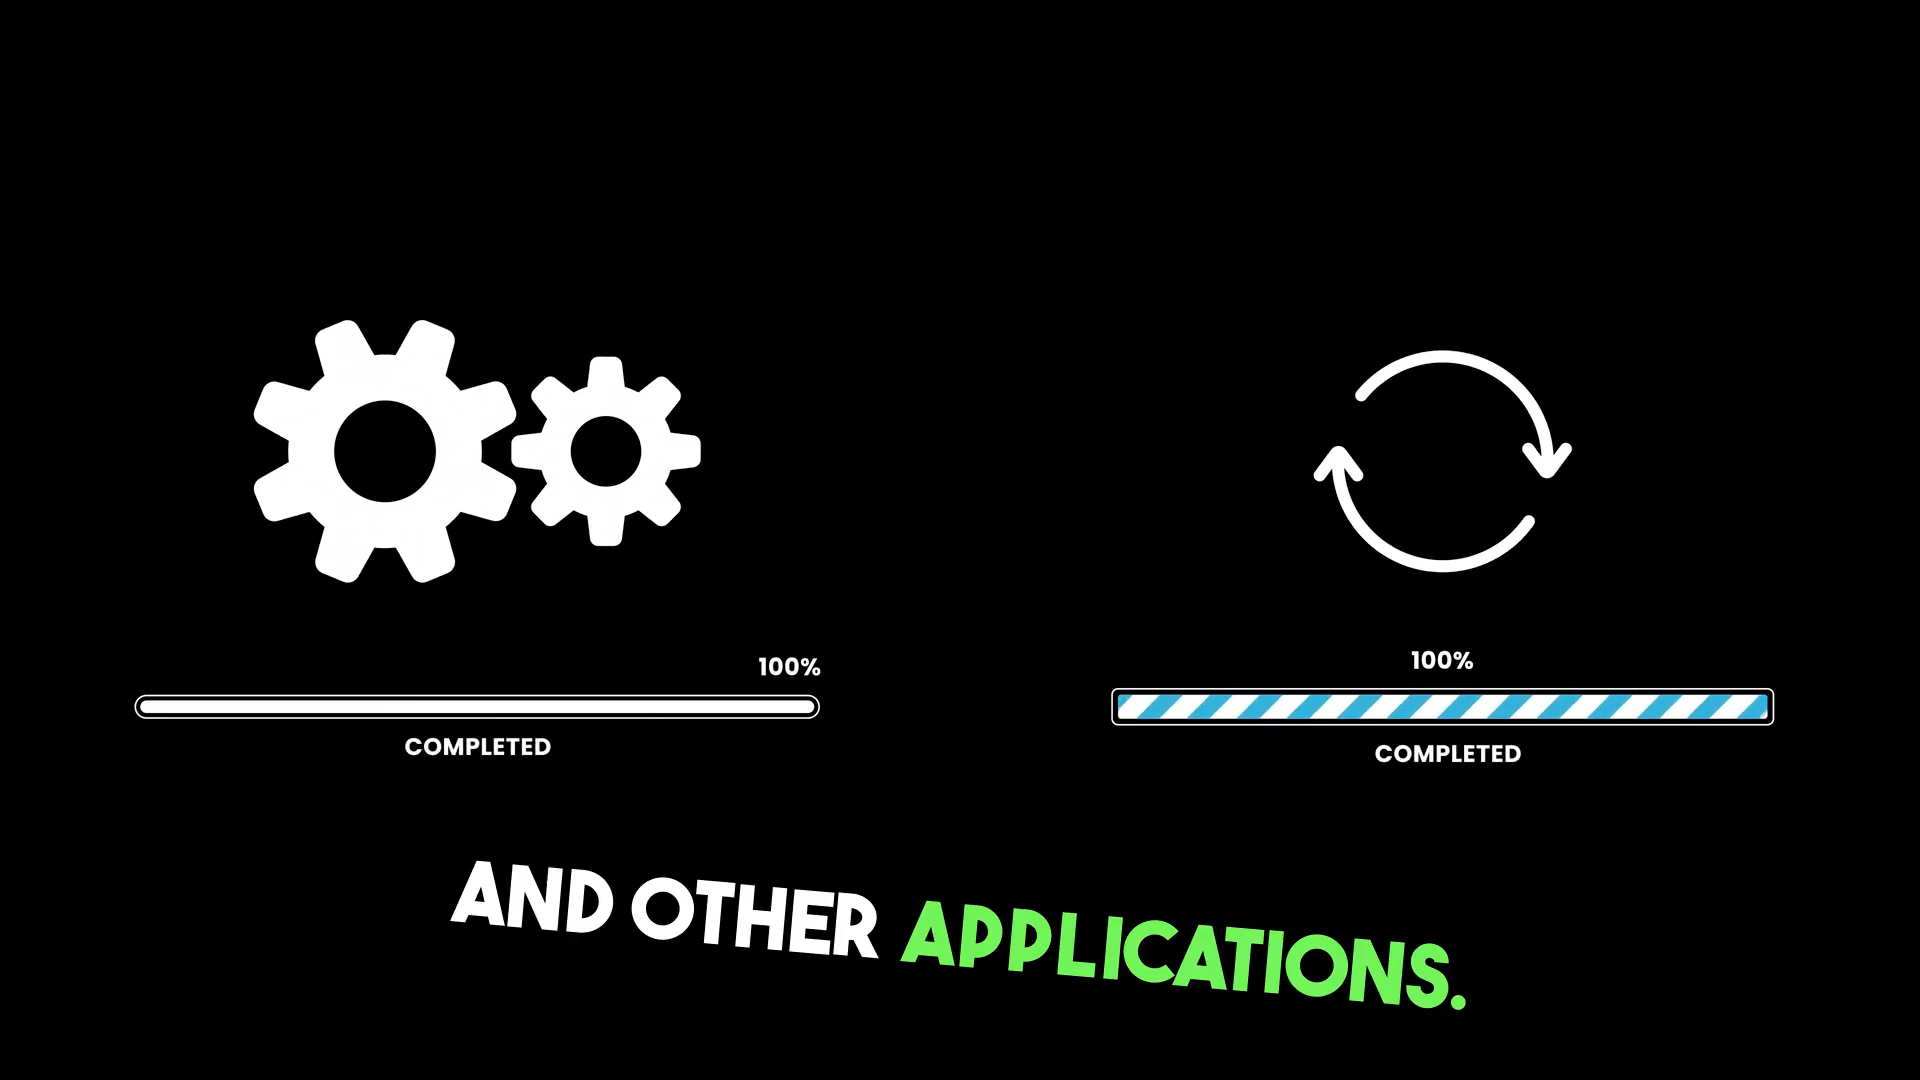 100%
COMPLETED
100%
COMPLETED
AND OTHER APPLICATIONS.